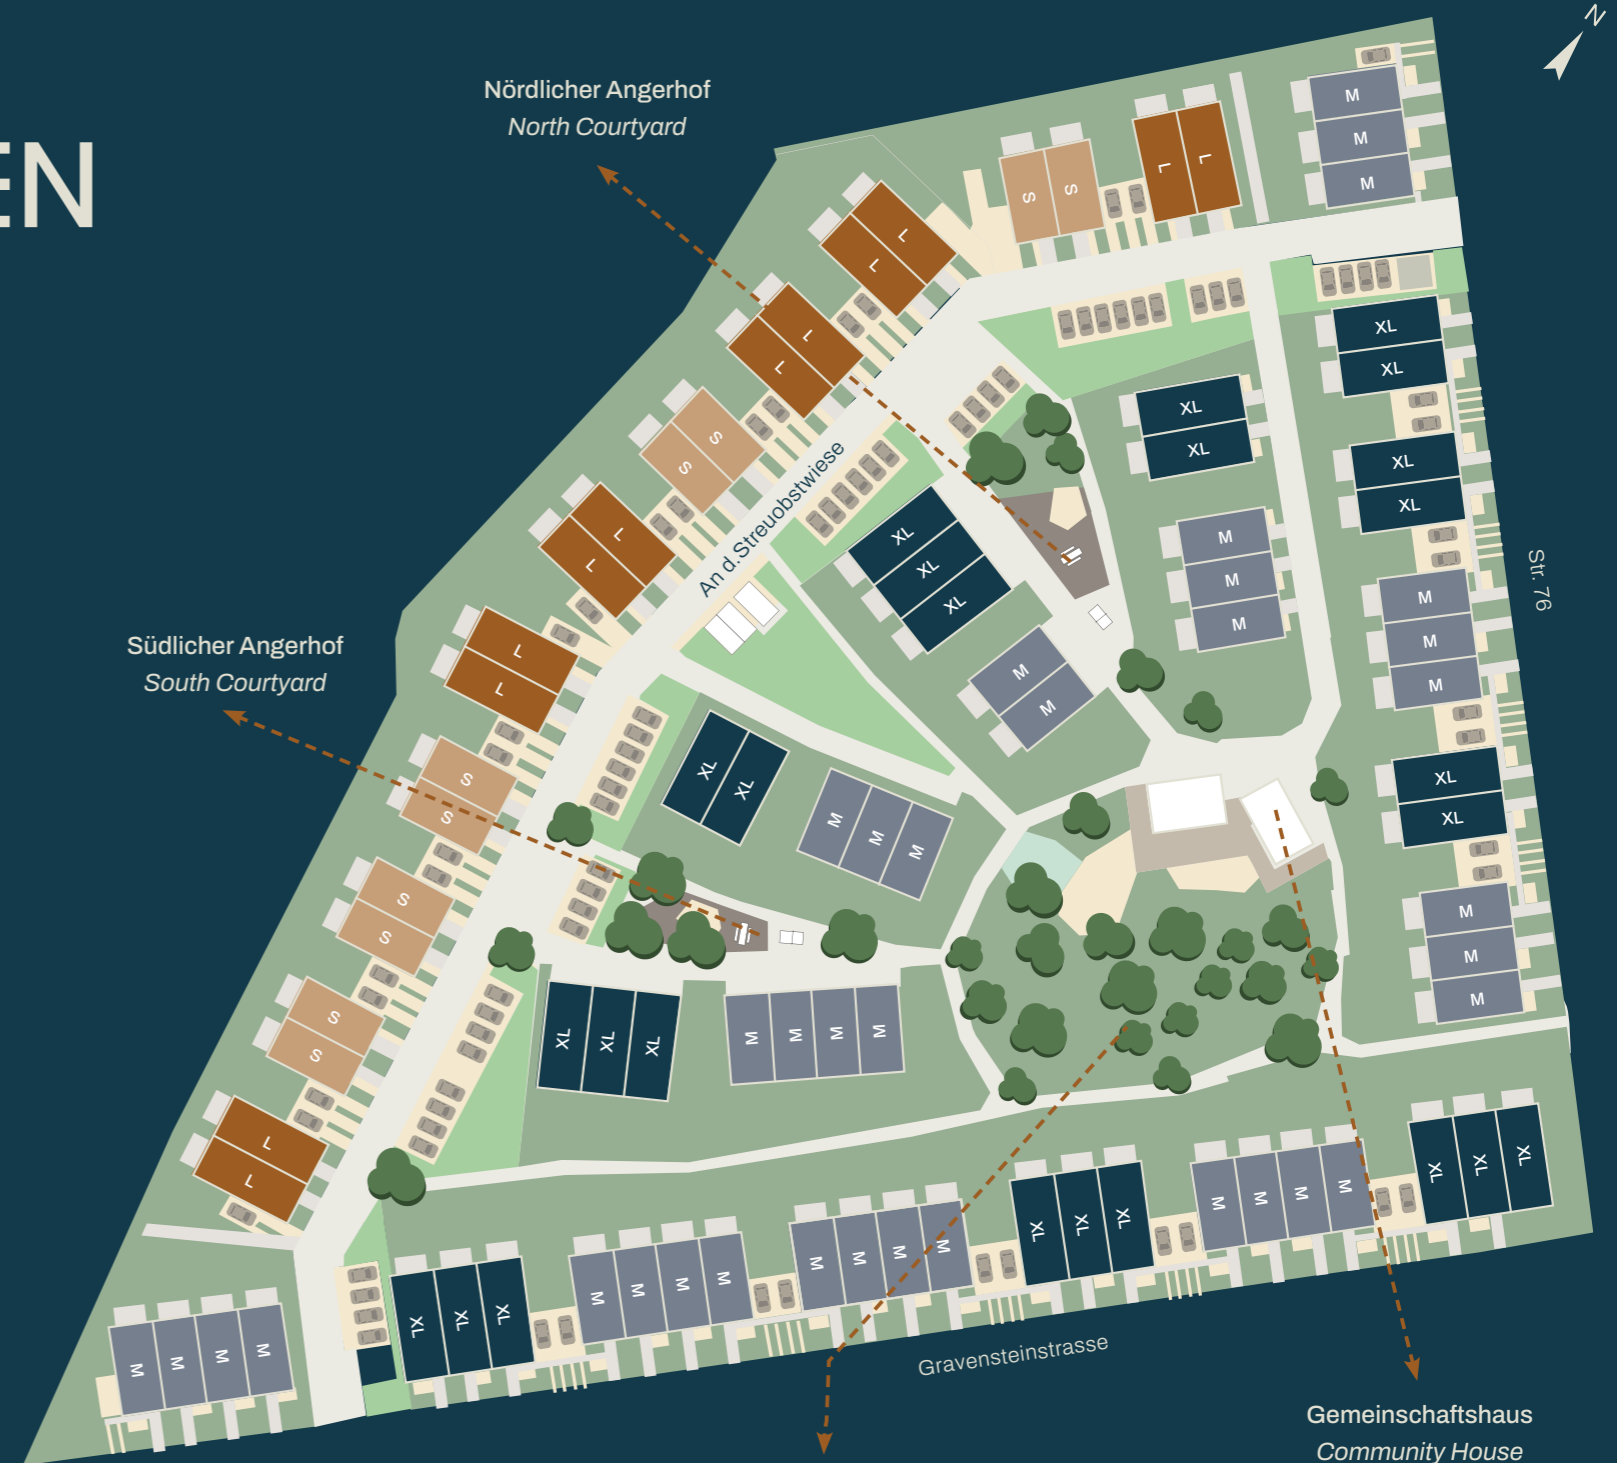 N
Nördlicher Angerhof
North Courtyard
EN
M
M
M
S S
L L
L
L
L
L
S
S
L
L
An d.Streuobstwiese
XL
XL
XL
XL
XL
XL
XL
XL
XL
M
M
M
M
M
M
Str. 76
Südlicher Angerhof
South Courtyard
L
L
M
M
S
S
XL XL
M M M
XL
XL
S
S
M
M
M
S
S
XL XL XL
M M M M
L
L
XL XL XL
M M M M
XL XL XL
M M M M
M M M M
XL XL XL
M M M M
Gravensteinstrasse
Gemeinschaftshaus
Community House